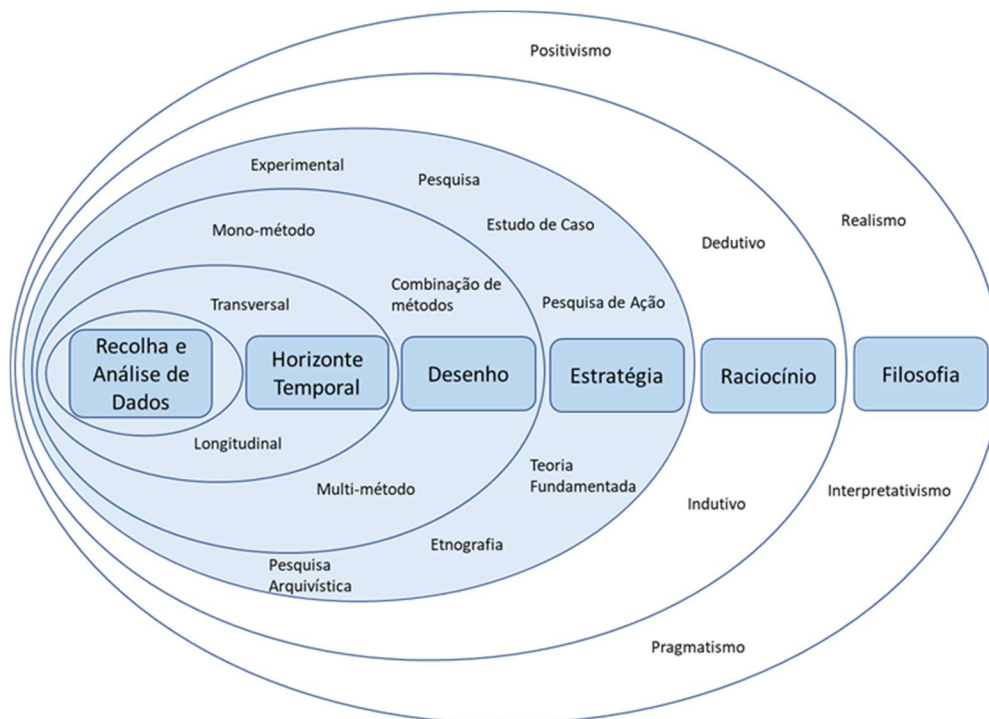 Positivismo
Experimental
Pesquisa
Estudo de Caso
Realismo
Mono-método
Dedutivo
Combinação de
métodos
Transversal
Pesquisa de Ação
Recolha e
Análise de
Dados
Horizonte
Temporal
Desenho
Estratégia
Raciocínio
Filosofia
Longitudinal
Multi-método
Teoria
Fundamentada
Indutivo
Interpretativismo
Etnografia
Pesquisa
Arquivística
Pragmatismo